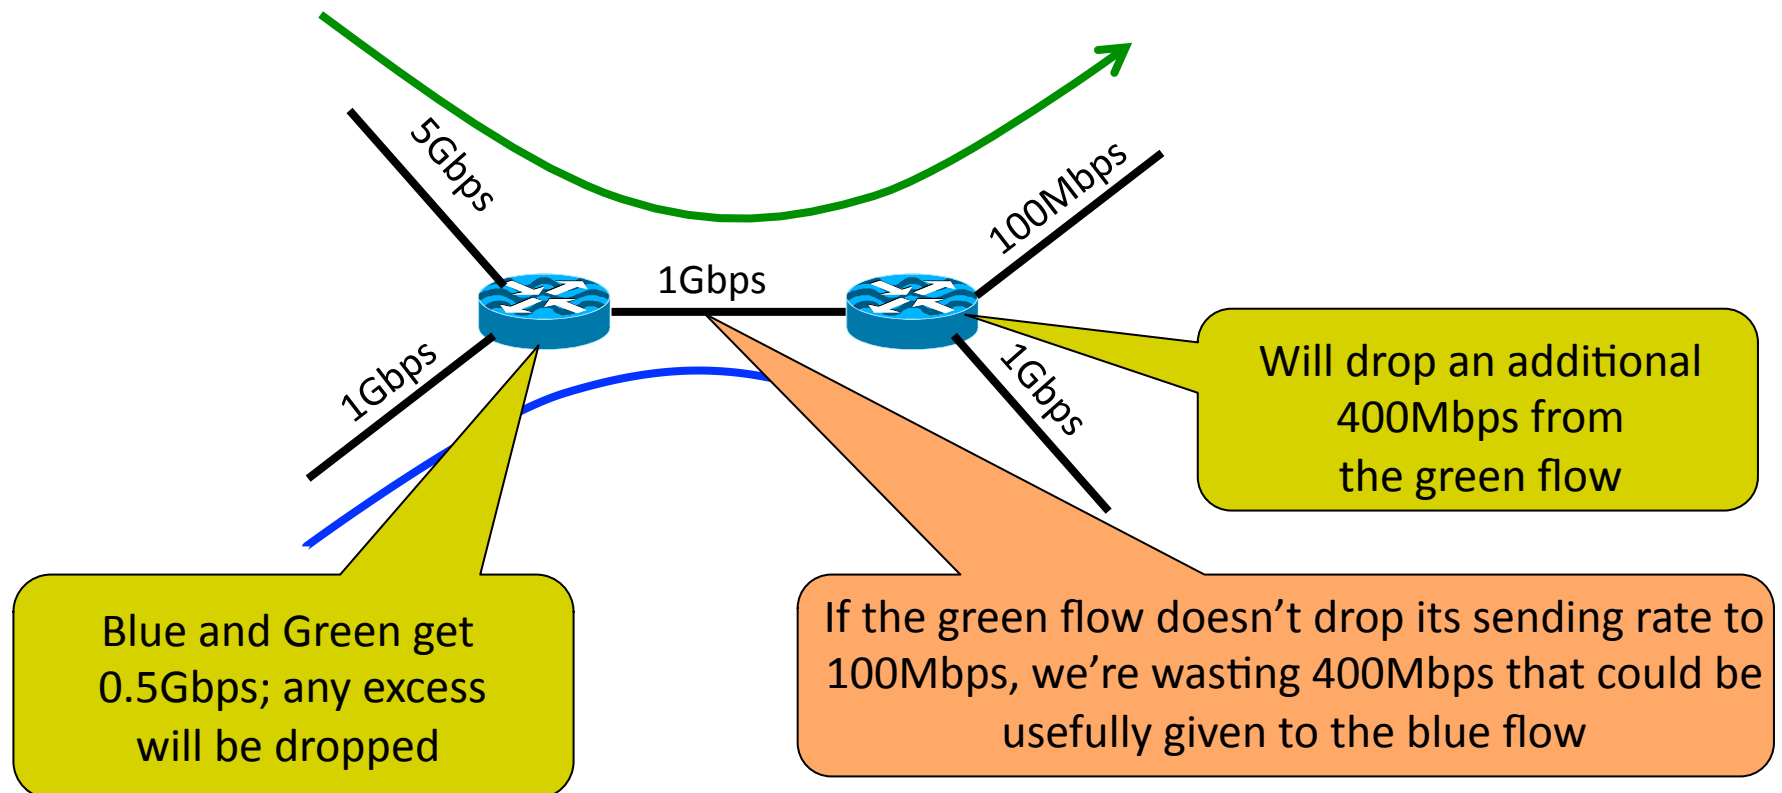 5Gbps
100Mbps
1Gbps
1Gbps
1Gbps
Will drop an additional
400Mbps from
the green flow
Blue and Green get
0.5Gbps; any excess
will be dropped
If the green flow doesn’t drop its sending rate to
100Mbps, we’re wasting 400Mbps that could be
usefully given to the blue flow